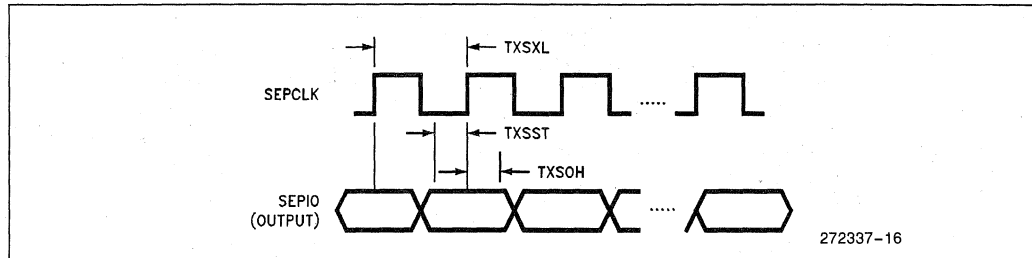 TXSXL
SEPCLK
.....
TXSST
TXSOH
SEPIO
(OUTPUT)
.....
272337-16